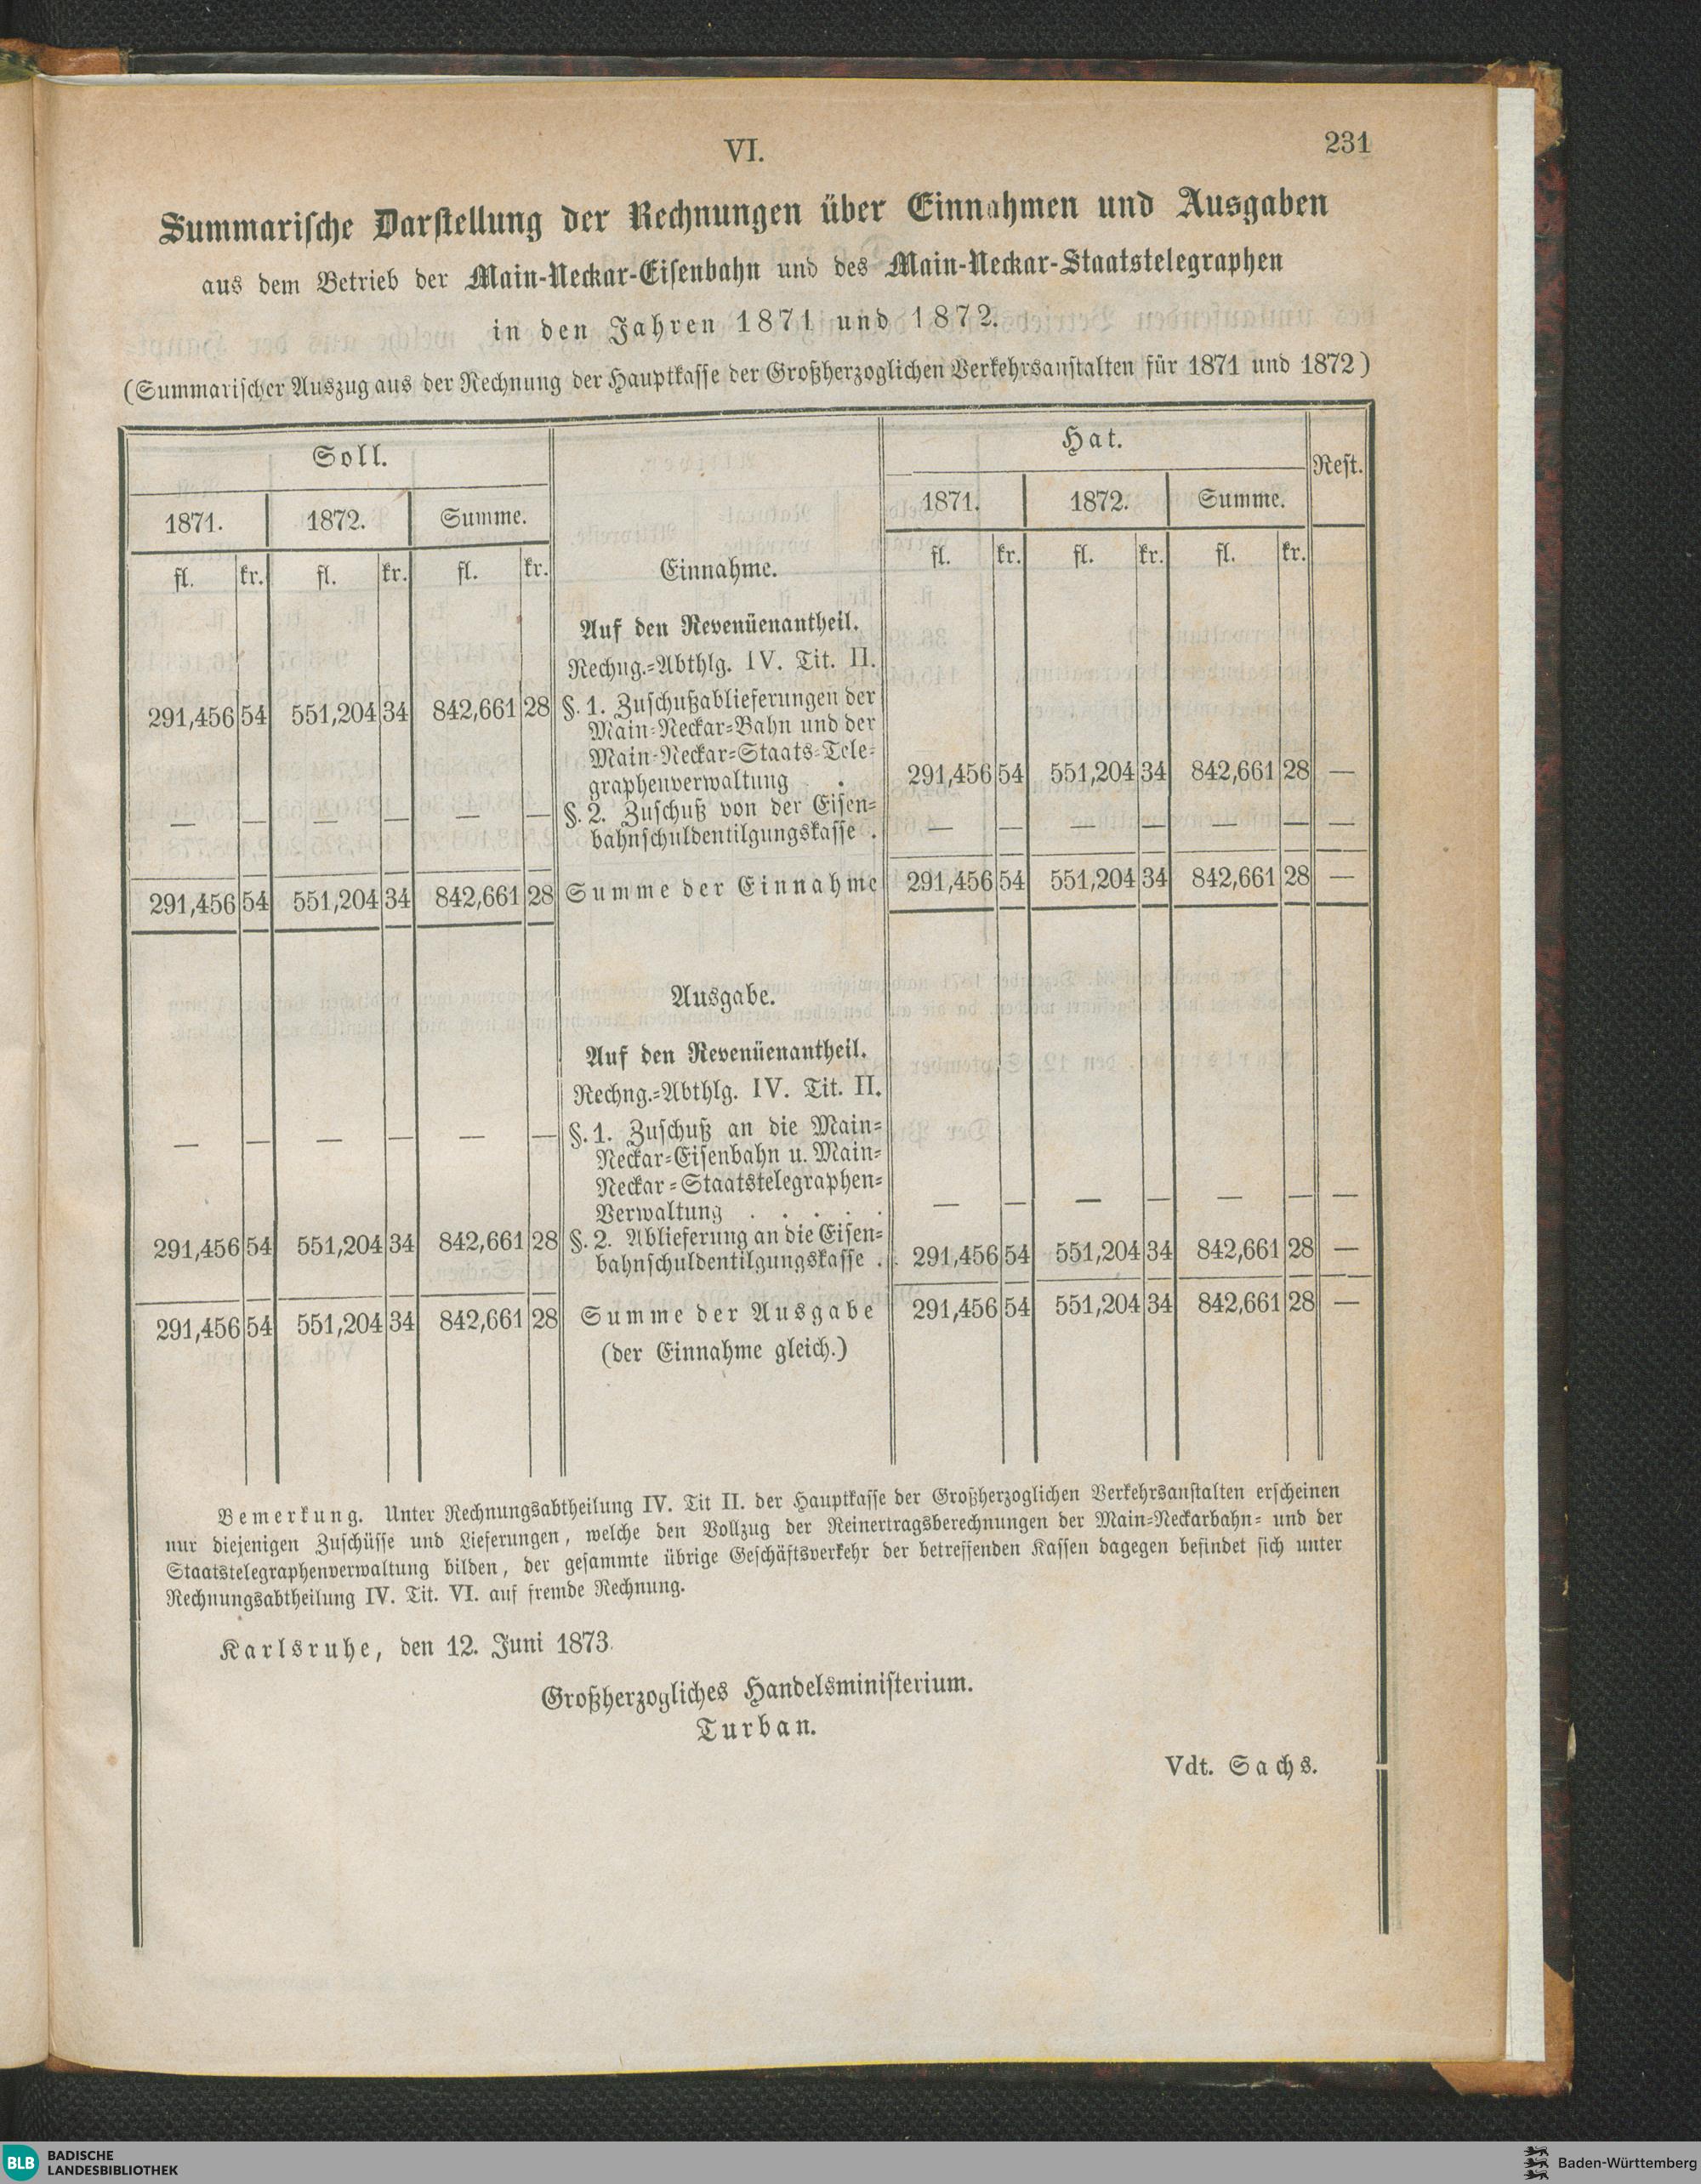 VI.
231
Summarische Darstellung der Rechnungen über Einnahmen und Ausgaben
aus dem Betrieb der Main-Neckar-Eisenbahn und des Main-Neckar-Staatstelegraphen
in den Jahren 1871 und 1872.
(Summarischer Auszug aus der Rechnung der Hauptkasse der Großherzoglichen Verkehrsanstalten für 1871 und 1872)
Soll. Hat. Rest.
1871. 1872. Summe. 1871. 1872. Summe.
fl. kr. fl. kr. fl. kr. Einnahme. fl. kr. fl. kr. fl. kr.
Auf den Revenüenantheil.
Rechng.-Abthlg. IV. Tit. II.
291,456 54 551,204 34 842,661 28 §. 1. Zuschußablieferungen der
Main-Neckar-Bahn und der
Main-Neckar-Staats-Tele-
graphenverwaltung . 291,456 54 551,204 34 842,661 28 —
— — — — — — §. 2. Zuschuß von der Eisen-
bahnschuldentilgungskasse . — — — — — — —
291,456 54 551,204 34 842,661 28 Summe der Einnahme 291,456 54 551,204 34 842,661 28 —
Ausgabe.
Auf den Revenüenantheil.
Rechng.-Abthlg. IV. Tit. II.
— — — — — — §. 1. Zuschuß an die Main-
Neckar-Eisenbahn u. Main-
Neckar-Staatstelegraphen-
Verwaltung . . . . . — — — — — — —
291,456 54 551,204 34 842,661 28 §. 2. Ablieferung an die Eisen-
bahnschuldentilgungskasse . 291,456 54 551,204 34 842,661 28 —
291,456 54 551,204 34 842,661 28 Summe der Ausgabe 291,456 54 551,204 34 842,661 28 —
(der Einnahme gleich.)
Bemerkung. Unter Rechnungsabtheilung IV. Tit II. der Hauptkasse der Großherzoglichen Verkehrsanstalten erscheinen
nur diejenigen Zuschüsse und Lieferungen, welche den Vollzug der Reinertragsberechnungen der Main-Neckarbahn- und der
Staatstelegraphenverwaltung bilden, der gesammte übrige Geschäftsverkehr der betreffenden Kassen dagegen befindet sich unter
Rechnungsabtheilung IV. Tit. VI. auf fremde Rechnung.
Karlsruhe, den 12. Juni 1873.
Großherzogliches Handelsministerium.
Turban.
Vdt. Sachs.
BLB BADISCHE
LANDESBIBLIOTHEK
Baden-Württemberg